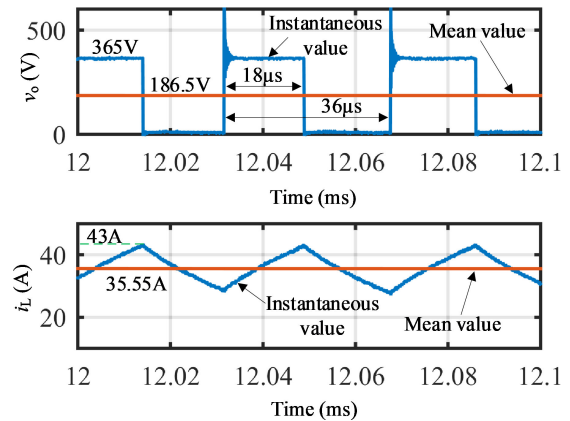 600
v₀ (V)
365V
Instantaneous
value
Mean value
18μs
186.5V
36μs
0
12
12.02
12.04
12.06
12.08
12.1
Time (ms)
43A
40
iL (A)
35.55A
Instantaneous
value
Mean value
20
12
12.02
12.04
12.06
12.08
12.1
Time (ms)